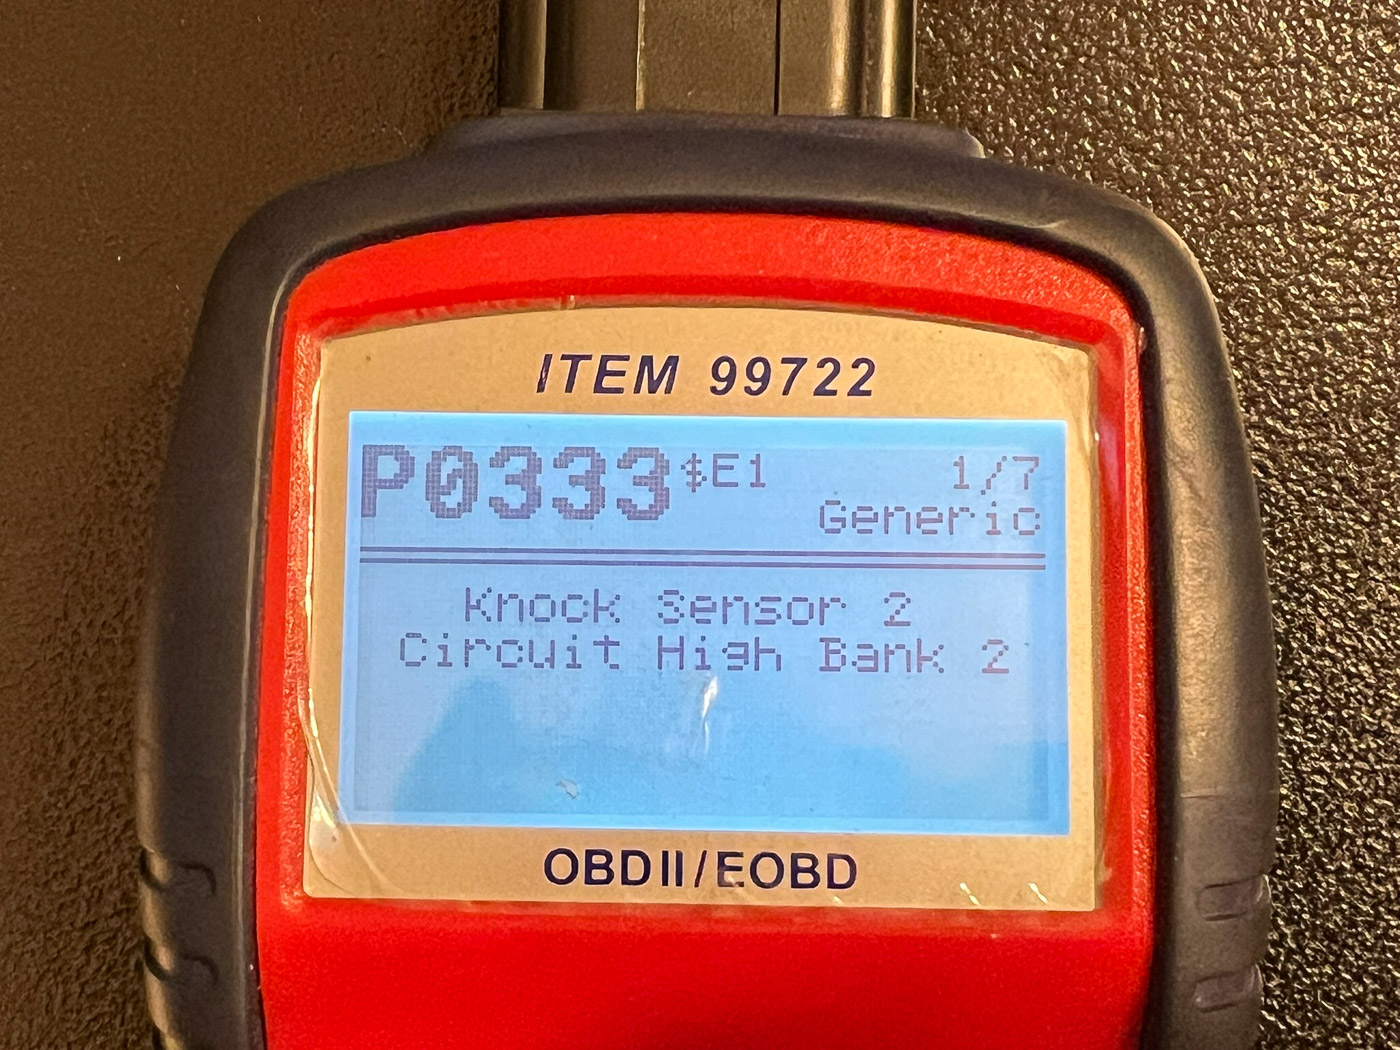 ITEM 99722
P0333 $E1 1/7
Generic
Knock Sensor 2
Circuit High Bank 2
OBDII/EOBD